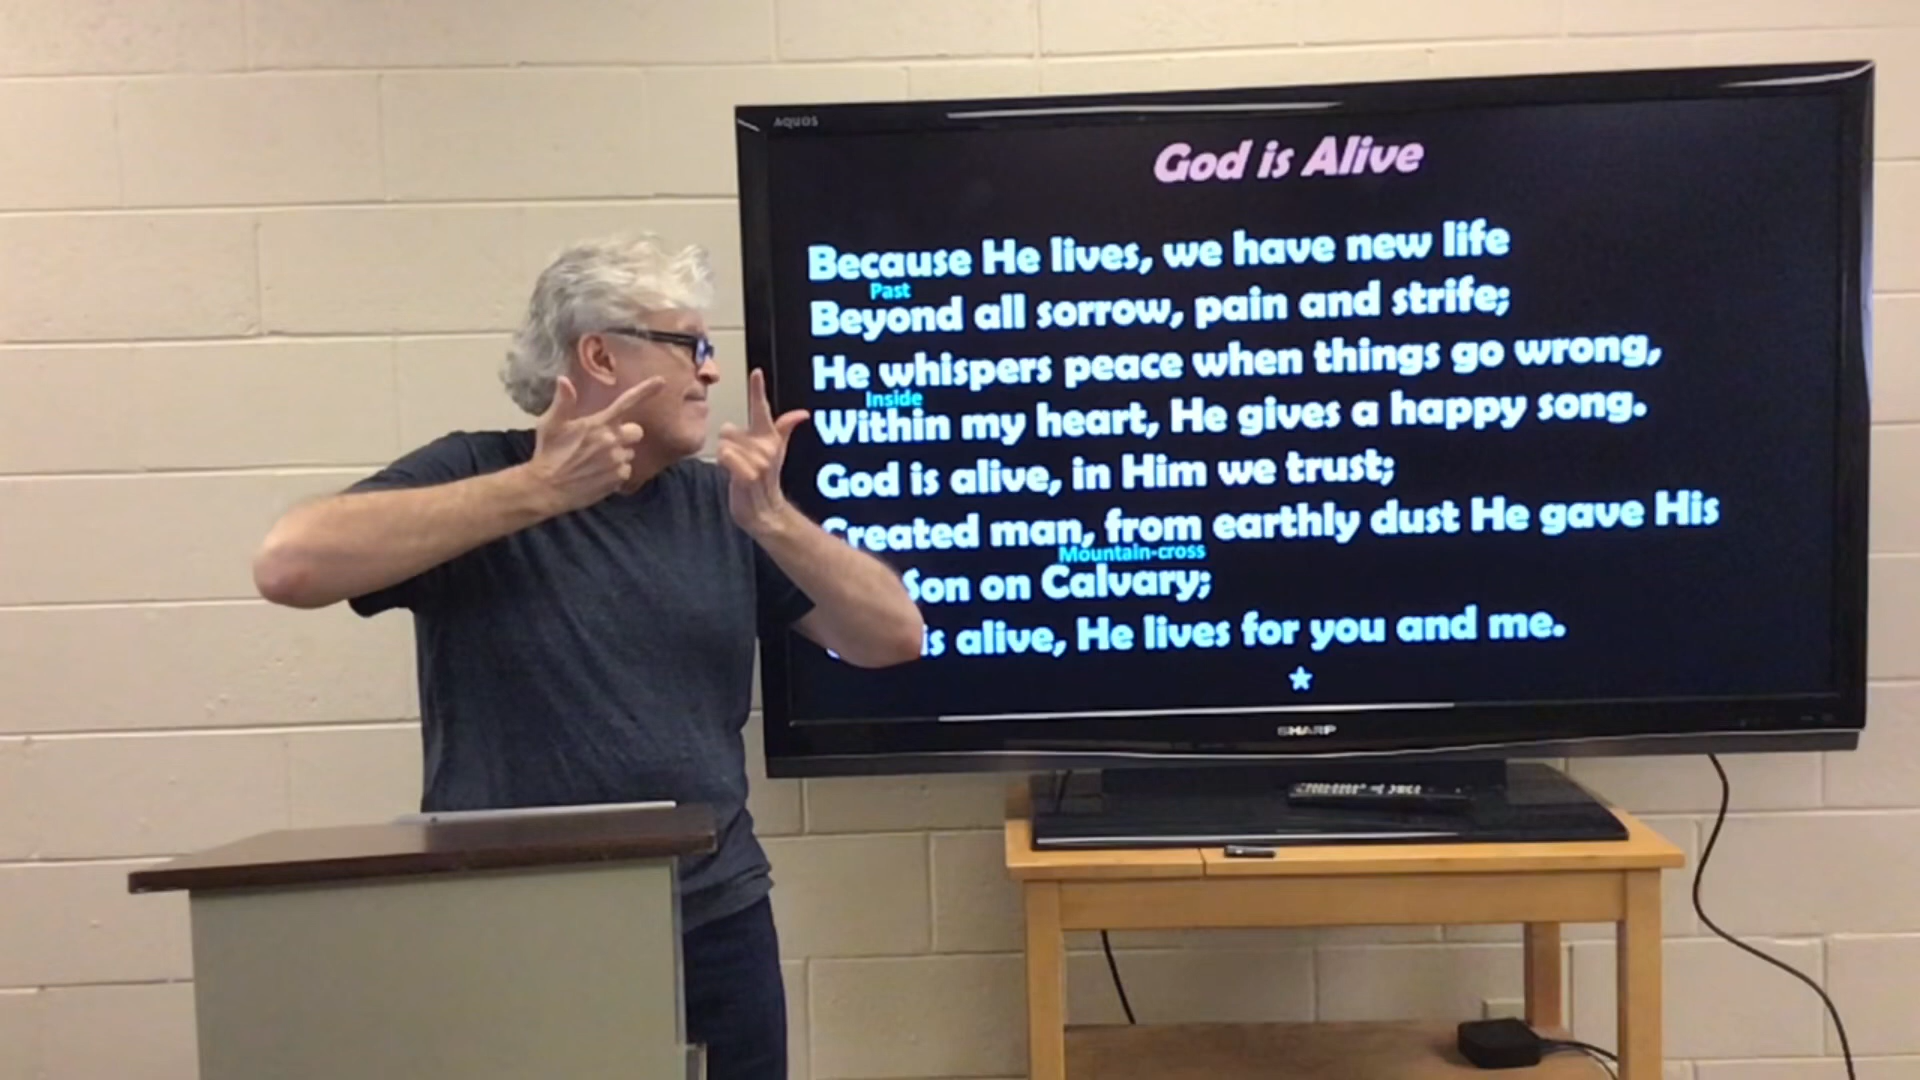 AQUOS
God is Alive
Because He lives, we have new life
Past
Beyond all sorrow, pain and strife;
He whispers peace when things go wrong,
Inside
Within my heart, He gives a happy song.
God is alive, in Him we trust;
Created man, from earthly dust He gave His
Mountain-cross
Son on Calvary;
is alive, He lives for you and me.
SHARP